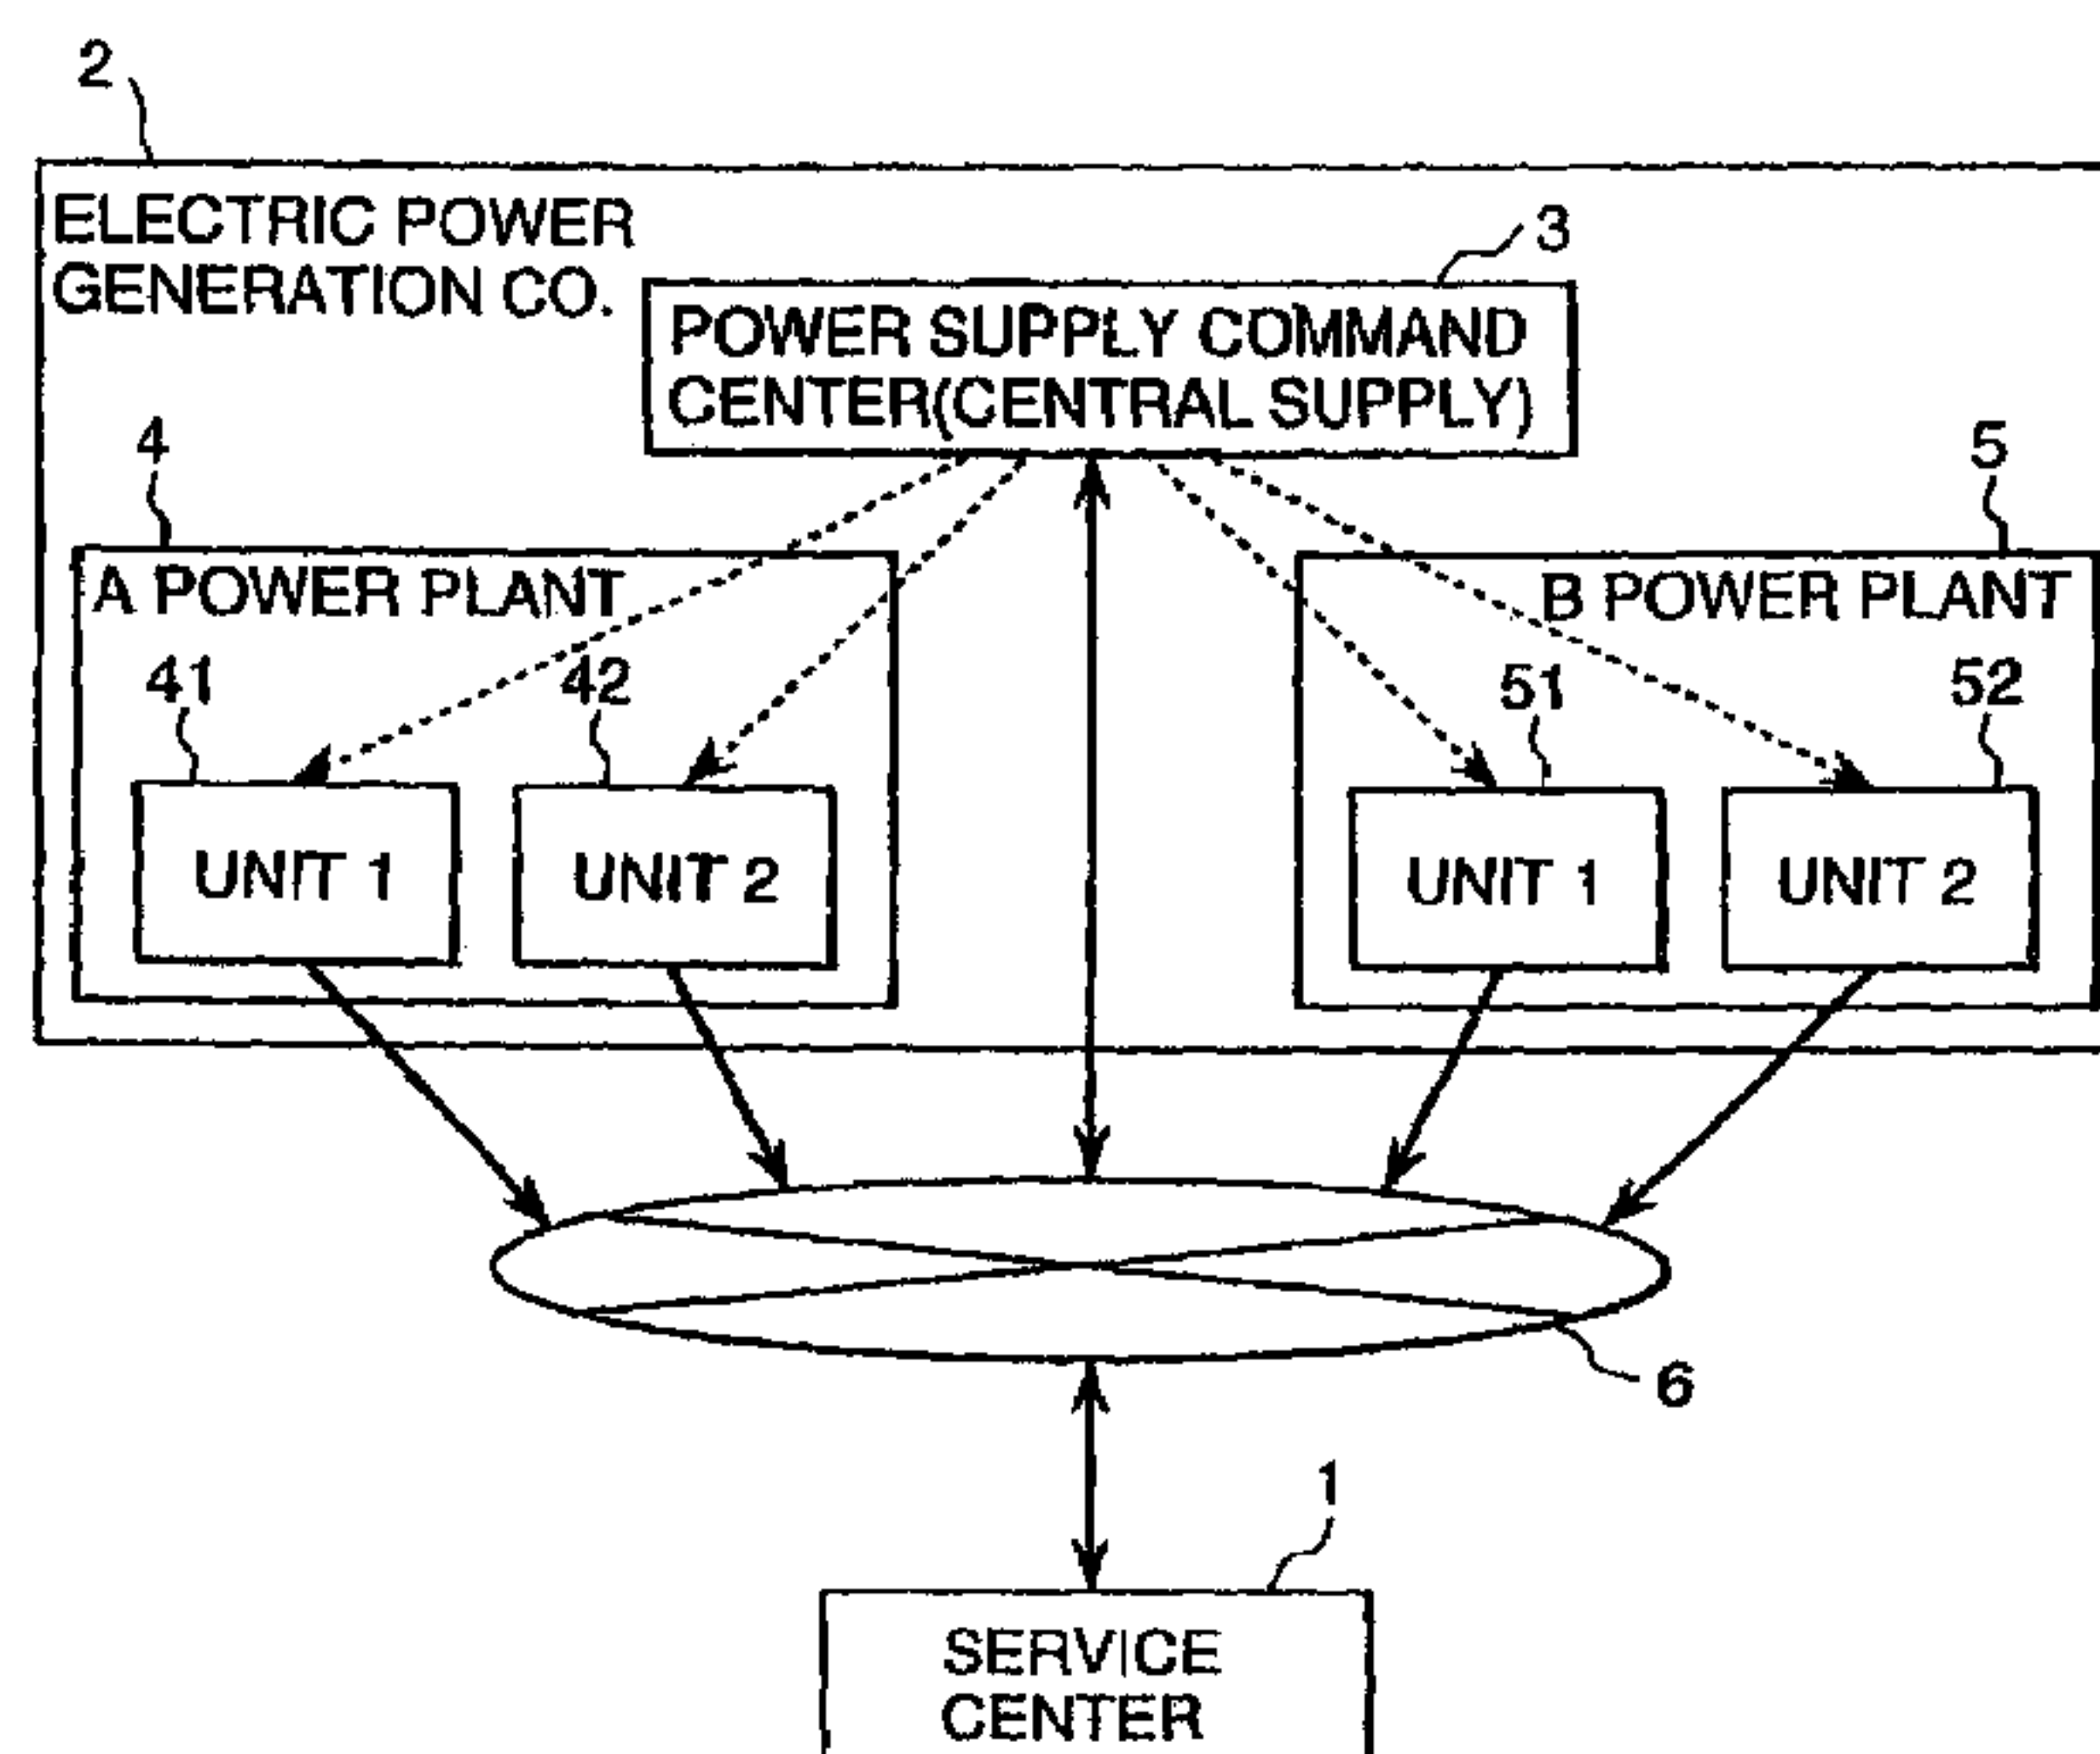 2
ELECTRIC POWER
GENERATION CO.
3
POWER SUPPLY COMMAND
CENTER(CENTRAL SUPPLY)
4
5
A POWER PLANT
B POWER PLANT
41
42
51
52
UNIT 1
UNIT 2
UNIT 1
UNIT 2
6
1
SERVICE
CENTER